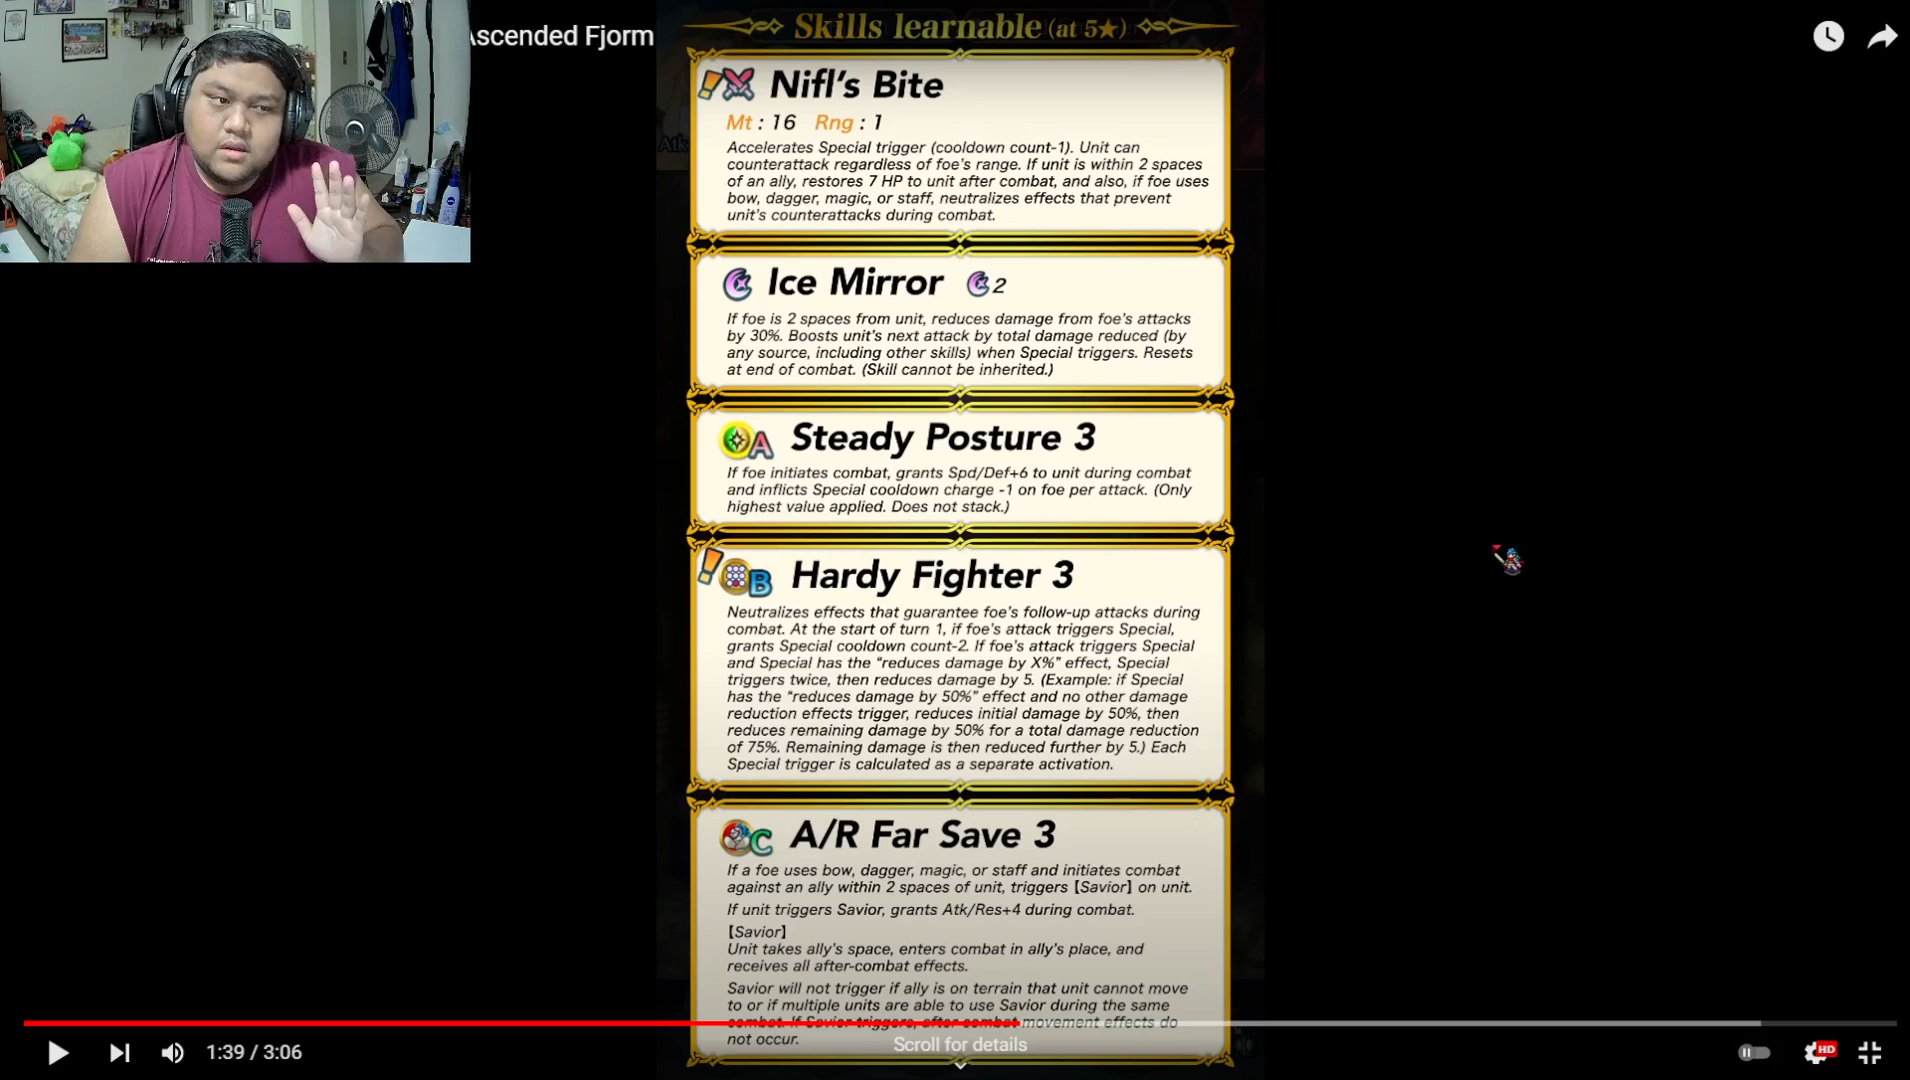 Ascended Fjorm
Skills learnable (at 5★)
Nifl's Bite
Mt : 16 Rng : 1
Accelerates Special trigger (cooldown count-1). Unit can
counterattack regardless of foe's range. If unit is within 2 spaces
of an ally, restores 7 HP to unit after combat, and also, if foe uses
bow, dagger, magic, or staff, neutralizes effects that prevent
unit's counterattacks during combat.
Ice Mirror 2
If foe is 2 spaces from unit, reduces damage from foe's attacks
by 30%. Boosts unit's next attack by total damage reduced (by
any source, including other skills) when Special triggers. Resets
at end of combat. (Skill cannot be inherited.)
A Steady Posture 3
If foe initiates combat, grants Spd/Def+6 to unit during combat
and inflicts Special cooldown charge -1 on foe per attack. (Only
highest value applied. Does not stack.)
B Hardy Fighter 3
Neutralizes effects that guarantee foe's follow-up attacks during
combat. At the start of turn 1, if foe's attack triggers Special,
grants Special cooldown count-2. If foe's attack triggers Special
and Special has the "reduces damage by X%" effect, Special
triggers twice, then reduces damage by 5. (Example: if Special
has the "reduces damage by 50%" effect and no other damage
reduction effects trigger, reduces initial damage by 50%, then
reduces remaining damage by 50% for a total damage reduction
of 75%. Remaining damage is then reduced further by 5.) Each
Special trigger is calculated as a separate activation.
C A/R Far Save 3
If a foe uses bow, dagger, magic, or staff and initiates combat
against an ally within 2 spaces of unit, triggers【Savior】on unit.
If unit triggers Savior, grants Atk/Res+4 during combat.
【Savior】
Unit takes ally's space, enters combat in ally's place, and
receives all after-combat effects.
Savior will not trigger if ally is on terrain that unit cannot move
to or if multiple units are able to use Savior during the same
combat. If Savior triggers, after-combat movement effects do
not occur.
Scroll for details
1:39 / 3:06
HD